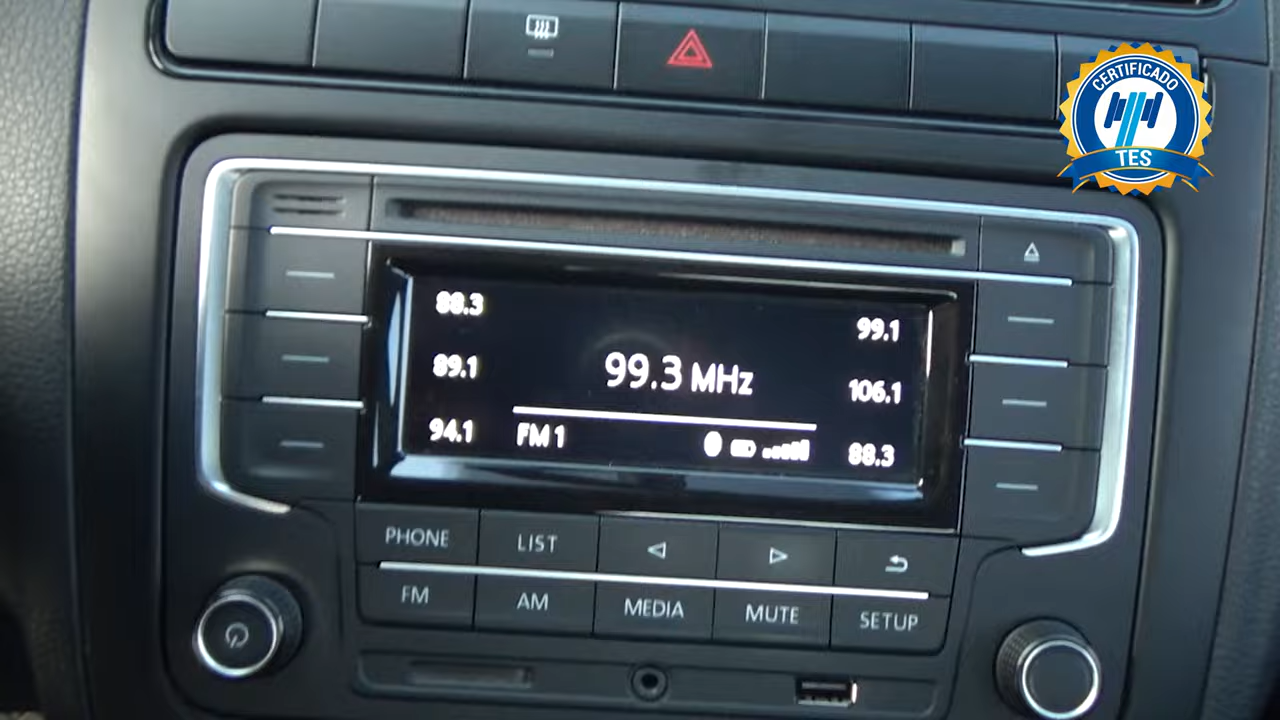 CERTIFICADO
TES
88.3
99.1
89.1
99.3 MHz
106.1
94.1
FM 1
88.3
PHONE
LIST
FM
AM
MEDIA
MUTE
SETUP